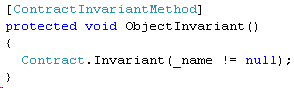 [ContractInvariantMethod]
protected void ObjectInvariant()
{
Contract.Invariant(_name != null);
}